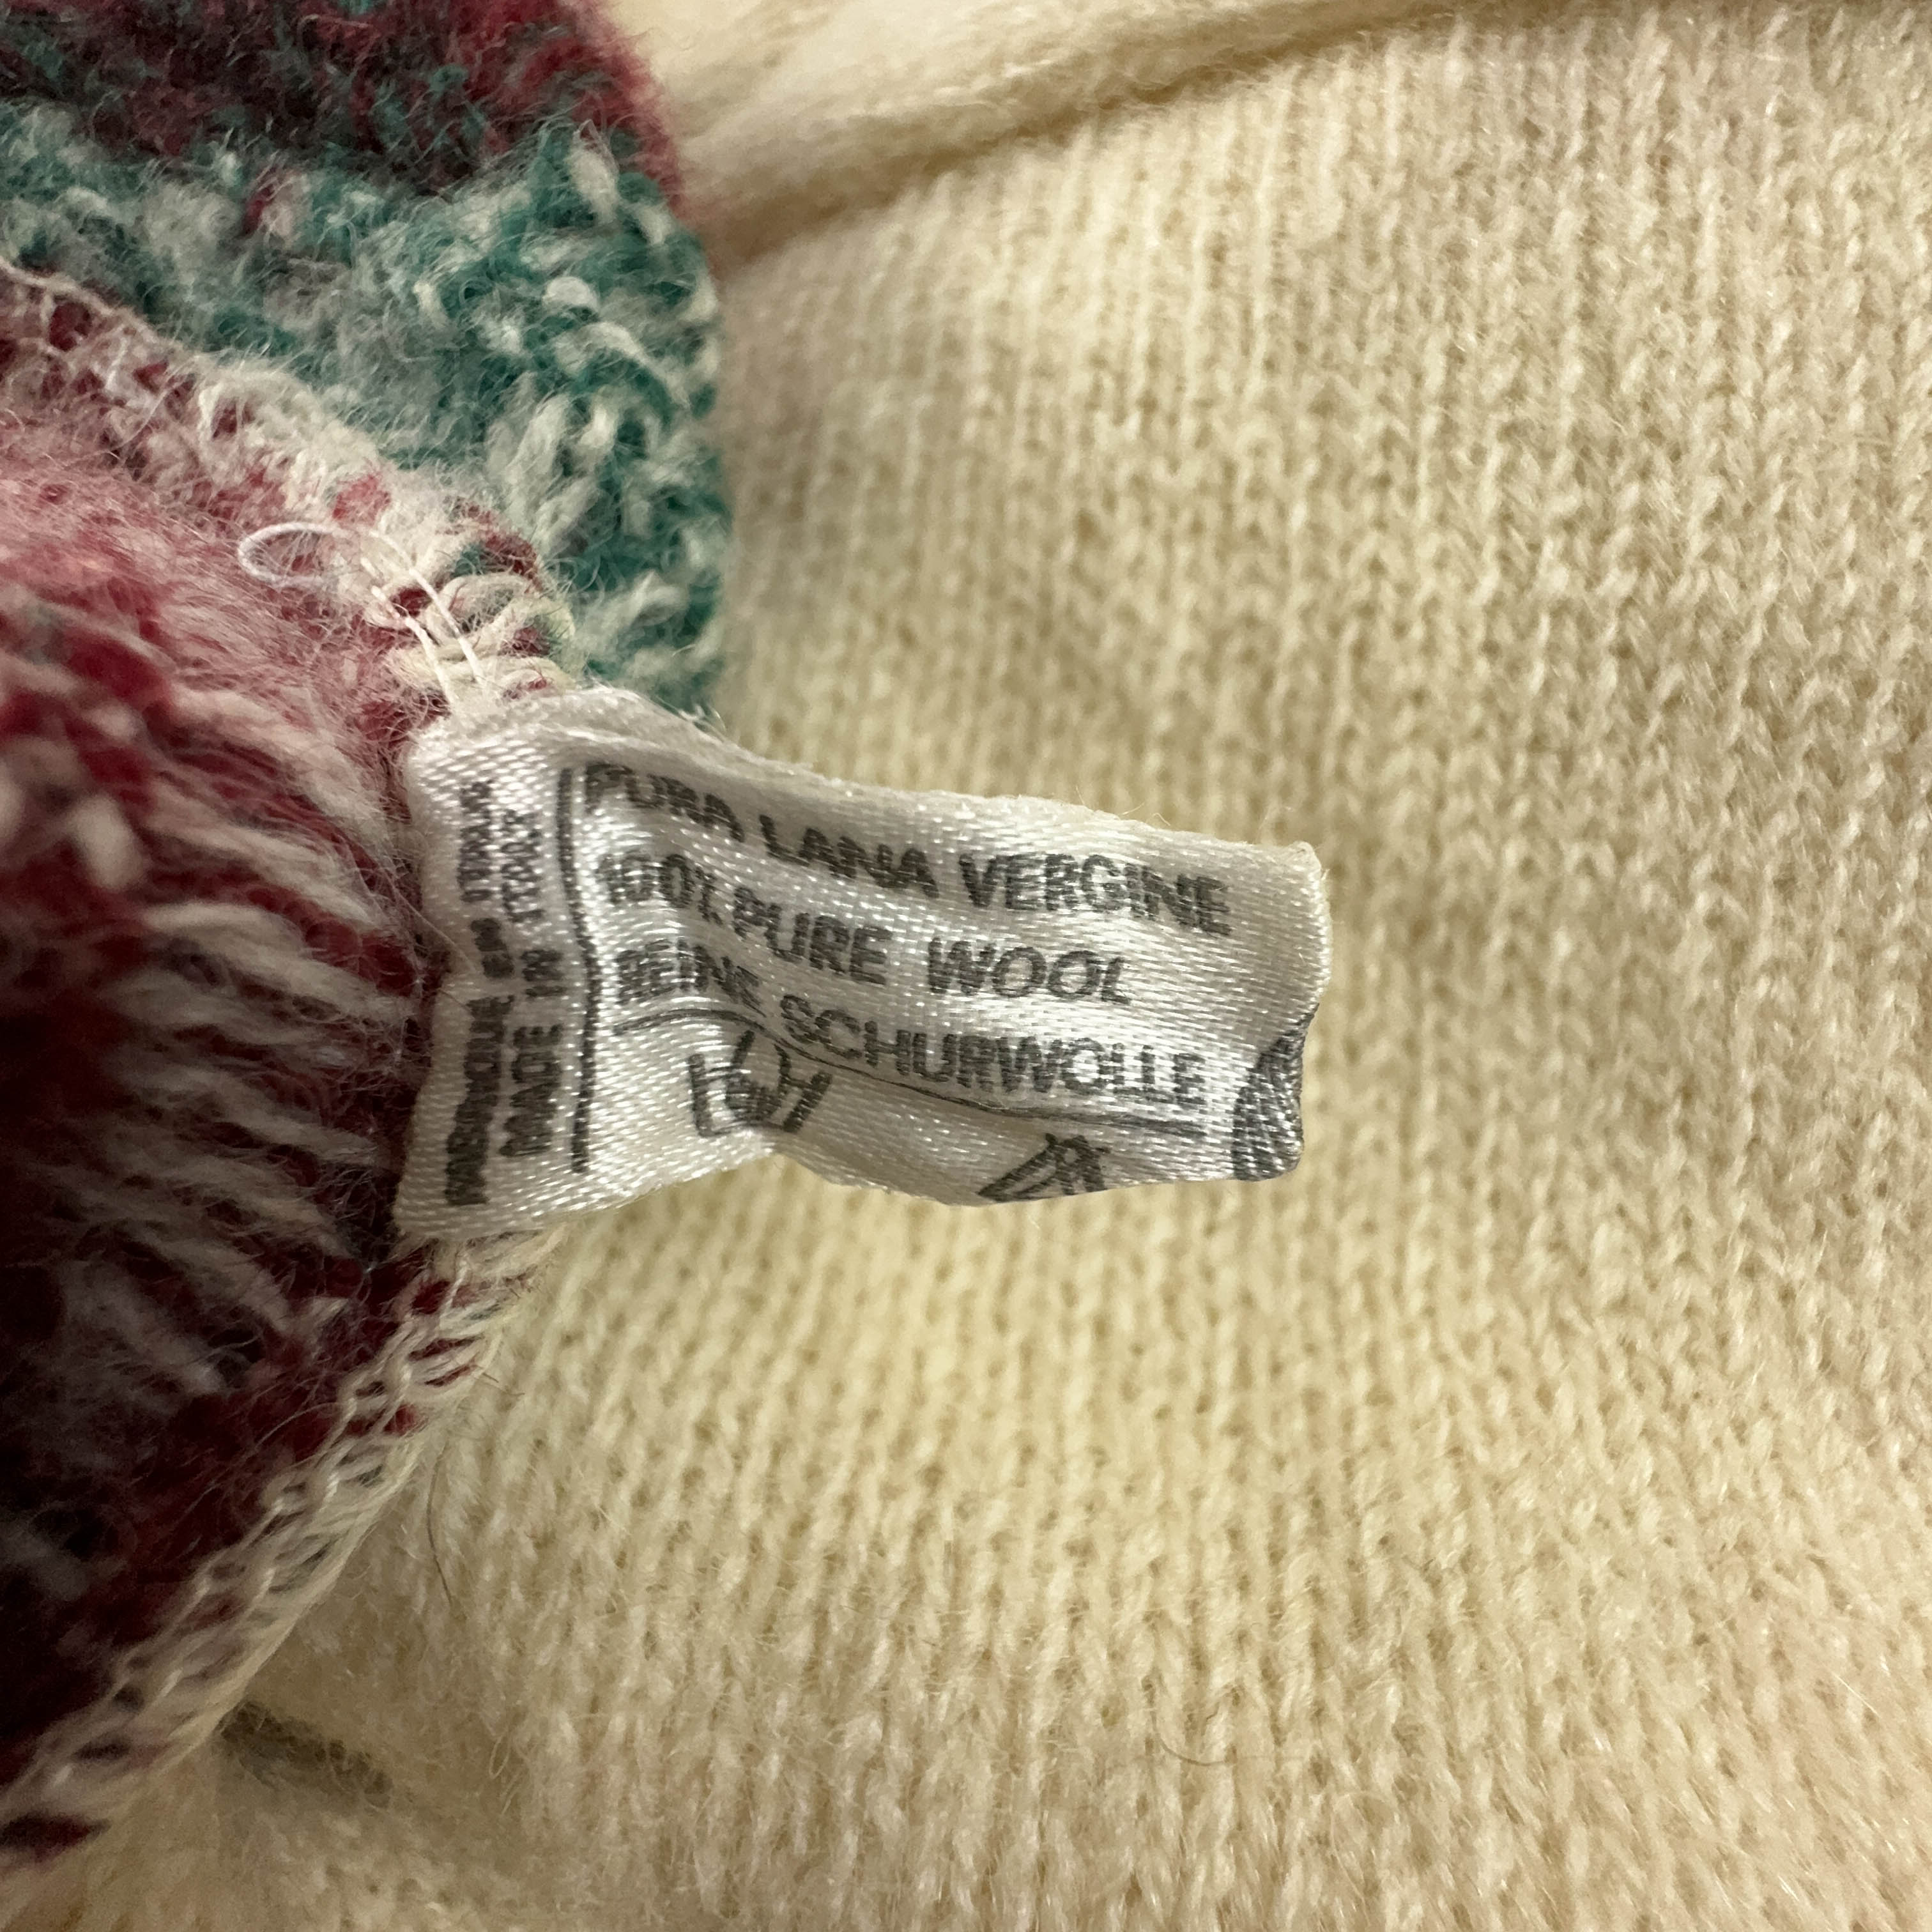 PURA LANA VERGINE
100% PURE WOOL
REINE SCHURWOLLE
MADE IN ITALY